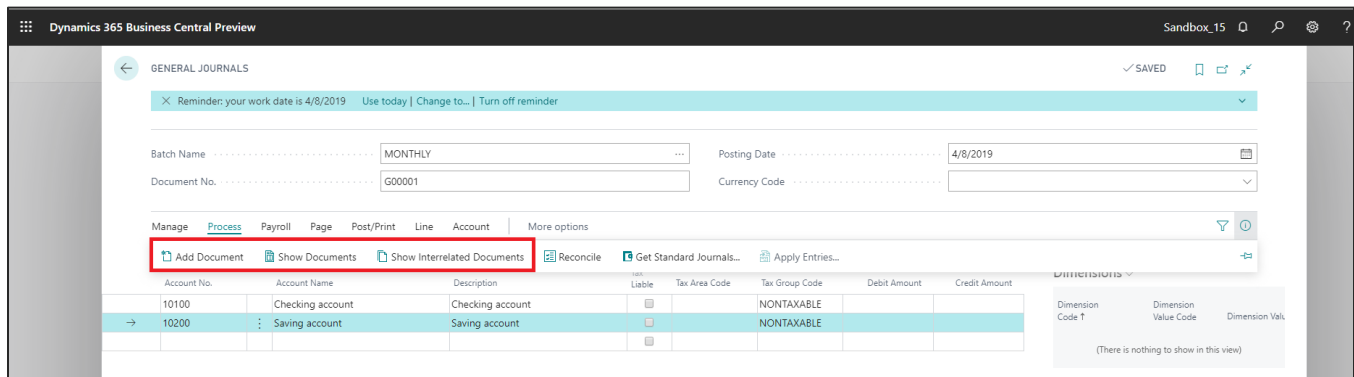 Dynamics 365 Business Central Preview Sandbox_15 ?
GENERAL JOURNALS ✓ SAVED
× Reminder: your work date is 4/8/2019 Use today | Change to... | Turn off reminder
Batch Name MONTHLY ... Posting Date 4/8/2019
Document No. G00001 Currency Code
Manage Process Payroll Page Post/Print Line Account More options
Add Document Show Documents Show Interrelated Documents Reconcile Get Standard Journals... Apply Entries...
Dimensions
Account No. Account Name Description Tax Liable Tax Area Code Tax Group Code Debit Amount Credit Amount
Dimension Code ↑ Dimension Value Code Dimension Valu
10100 Checking account Checking account NONTAXABLE
→ 10200 Saving account Saving account NONTAXABLE
(There is nothing to show in this view)